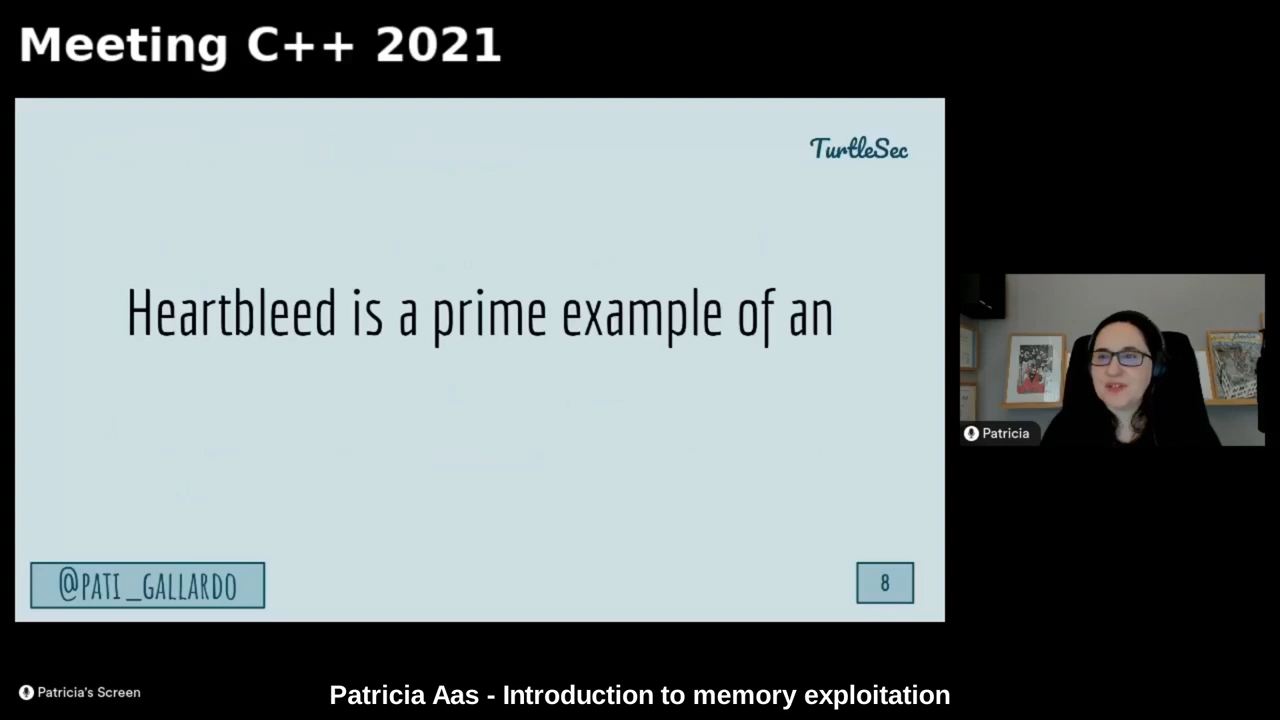 Meeting C++ 2021
TurtleSec
Heartbleed is a prime example of an
@PATI_GALLARDO
8
Patricia
Patricia's Screen
Patricia Aas - Introduction to memory exploitation